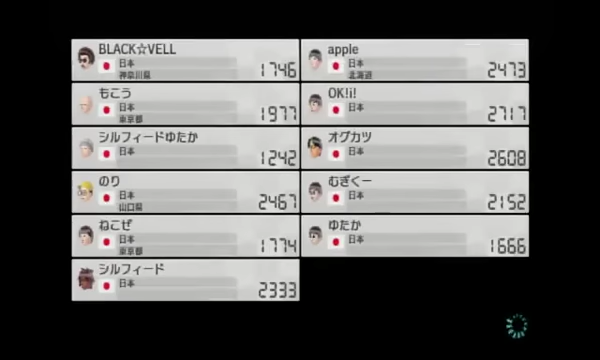 BLACK☆VELL
日本
神奈川県
1746
もこう
日本
東京都
1977
シルフィードゆたか
日本
1242
のり
日本
山口県
2467
ねこぜ
日本
東京都
1774
シルフィード
日本
2333
apple
日本
北海道
2473
OK!i!
日本
2717
オグカツ
日本
2608
むぎくー
日本
2152
ゆたか
日本
1666